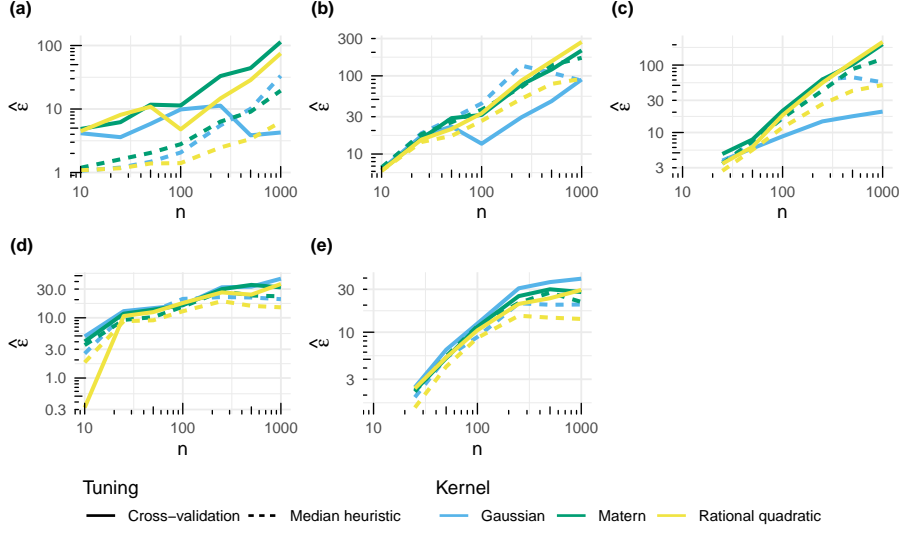 (a)
100
10
1
10
100
1000
ε̂
n
(b)
300
100
30
10
10
100
1000
ε̂
n
(c)
100
30
10
3
10
100
1000
ε̂
n
(d)
30.0
10.0
3.0
1.0
0.3
10
100
1000
ε̂
n
(e)
30
10
3
10
100
1000
ε̂
n
Tuning
Cross−validation
Median heuristic
Kernel
Gaussian
Matern
Rational quadratic